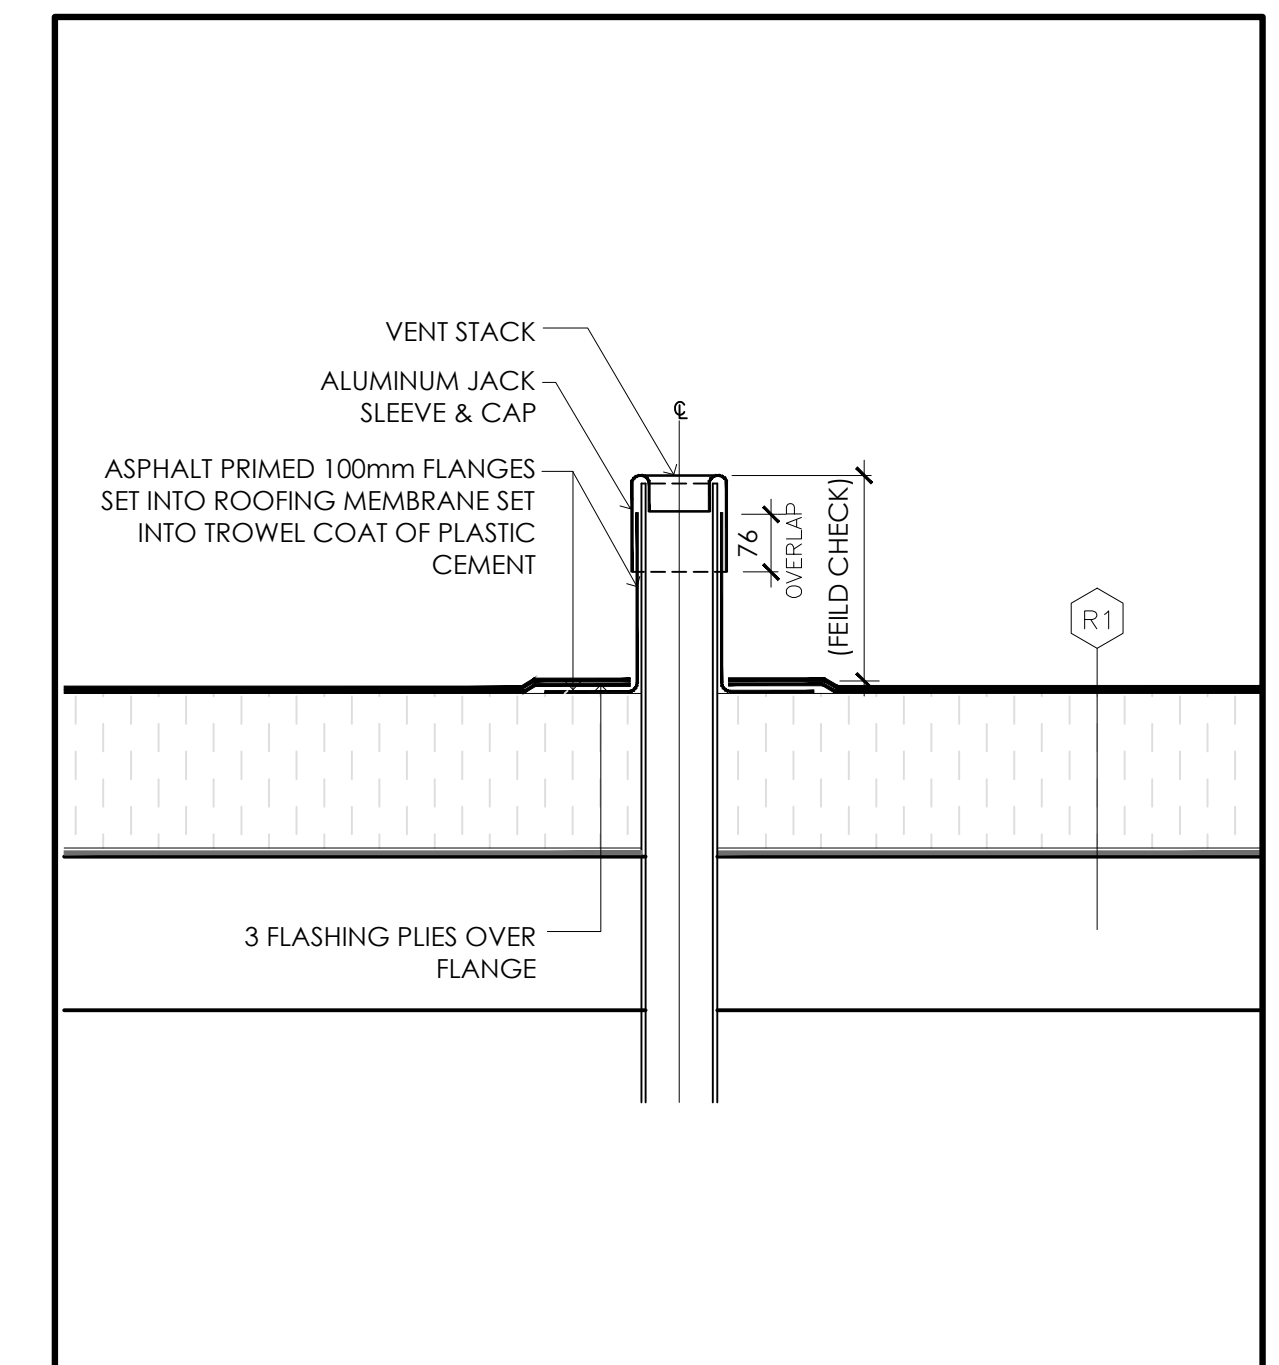 VENT STACK
ALUMINUM JACK
SLEEVE & CAP
℄
ASPHALT PRIMED 100mm FLANGES
SET INTO ROOFING MEMBRANE SET
INTO TROWEL COAT OF PLASTIC
CEMENT
76
OVERLAP
(FEILD CHECK)
R1
3 FLASHING PLIES OVER
FLANGE